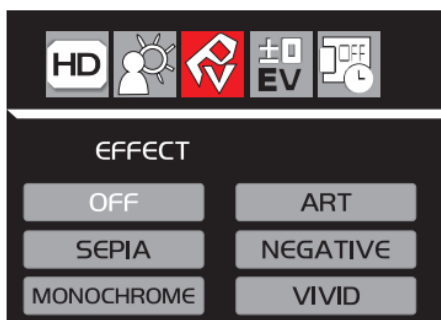 HD ±0 EV OFF
EFFECT
OFF ART
SEPIA NEGATIVE
MONOCHROME VIVID